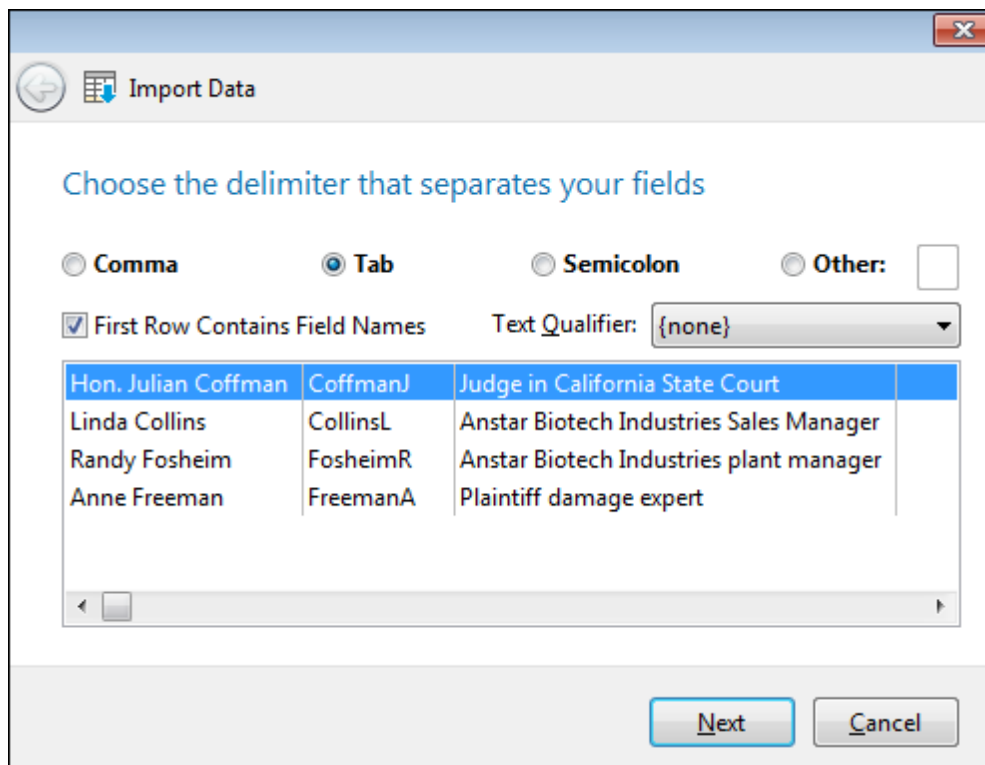 Import Data
Choose the delimiter that separates your fields
Comma Tab Semicolon Other:
First Row Contains Field Names Text Qualifier: {none}
Hon. Julian Coffman CoffmanJ Judge in California State Court
Linda Collins CollinsL Anstar Biotech Industries Sales Manager
Randy Fosheim FosheimR Anstar Biotech Industries plant manager
Anne Freeman FreemanA Plaintiff damage expert
Next Cancel